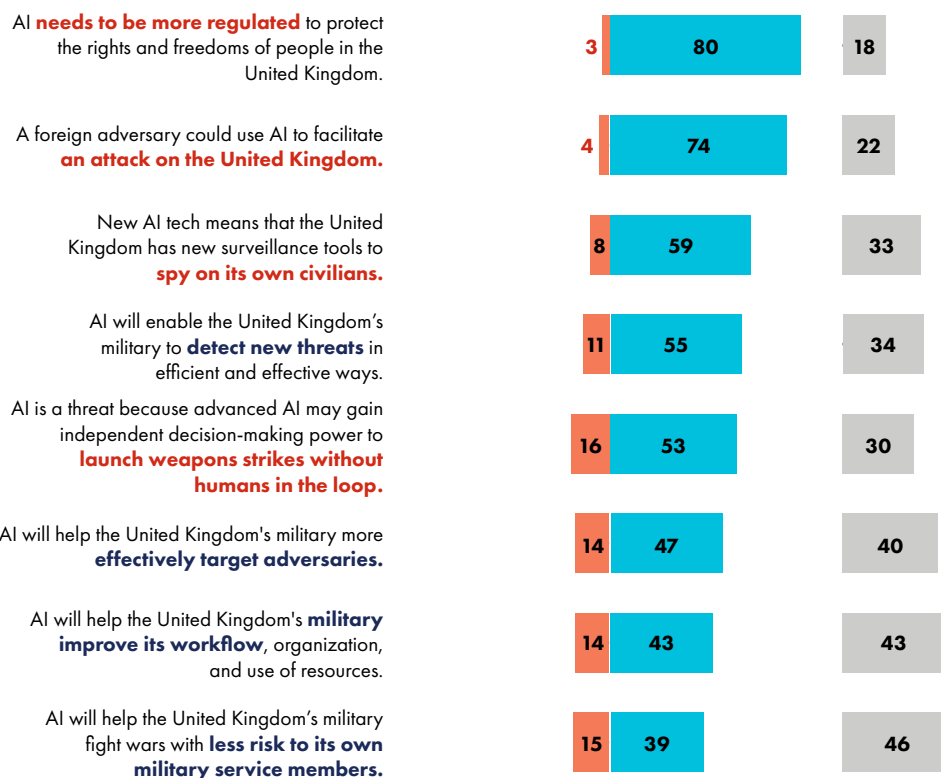 AI needs to be more regulated to protect
the rights and freedoms of people in the
United Kingdom.
3 80 18
A foreign adversary could use AI to facilitate
an attack on the United Kingdom.
4 74 22
New AI tech means that the United
Kingdom has new surveillance tools to
spy on its own civilians.
8 59 33
AI will enable the United Kingdom’s
military to detect new threats in
efficient and effective ways.
11 55 34
AI is a threat because advanced AI may gain
independent decision-making power to
launch weapons strikes without
humans in the loop.
16 53 30
AI will help the United Kingdom's military more
effectively target adversaries.
14 47 40
AI will help the United Kingdom's military
improve its workflow, organization,
and use of resources.
14 43 43
AI will help the United Kingdom’s military
fight wars with less risk to its own
military service members.
15 39 46